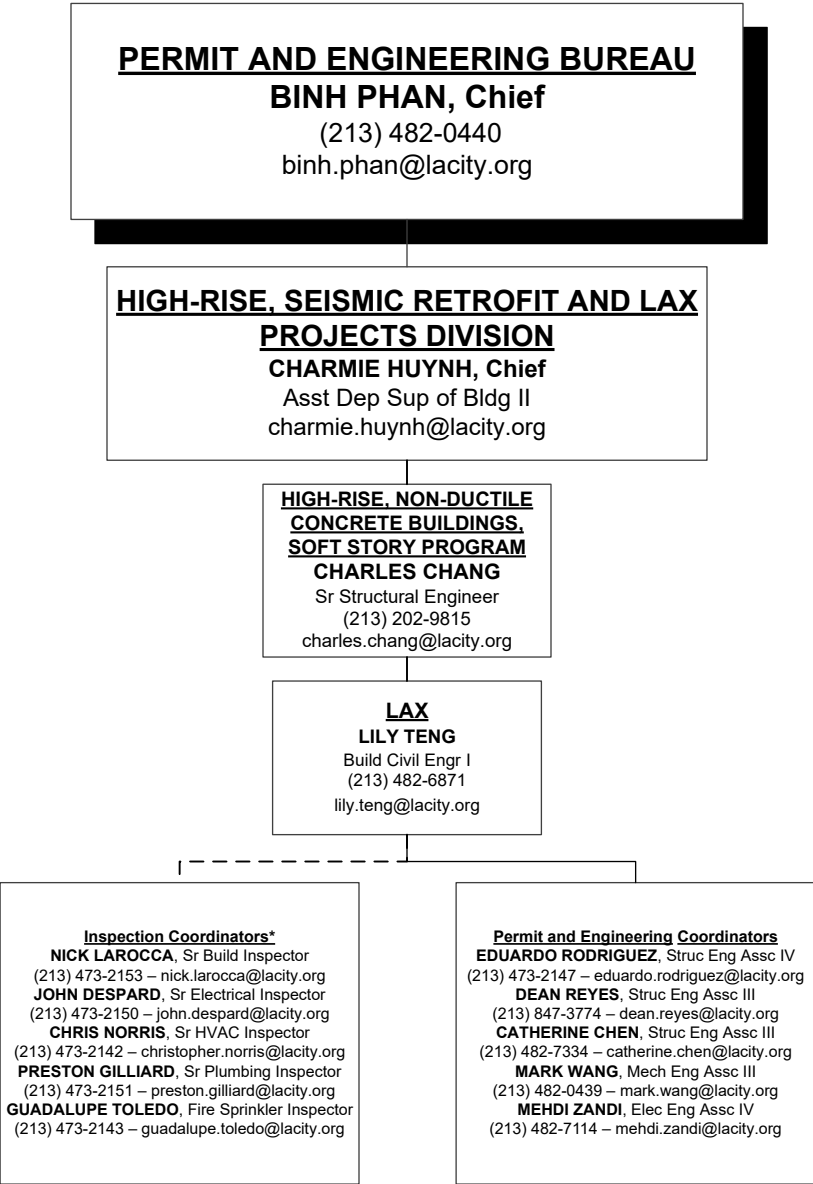 PERMIT AND ENGINEERING BUREAU
BINH PHAN, Chief
(213) 482-0440
binh.phan@lacity.org
HIGH-RISE, SEISMIC RETROFIT AND LAX
PROJECTS DIVISION
CHARMIE HUYNH, Chief
Asst Dep Sup of Bldg II
charmie.huynh@lacity.org
HIGH-RISE, NON-DUCTILE
CONCRETE BUILDINGS,
SOFT STORY PROGRAM
CHARLES CHANG
Sr Structural Engineer
(213) 202-9815
charles.chang@lacity.org
LAX
LILY TENG
Build Civil Engr I
(213) 482-6871
lily.teng@lacity.org
Inspection Coordinators*
NICK LAROCCA, Sr Build Inspector
(213) 473-2153 – nick.larocca@lacity.org
JOHN DESPARD, Sr Electrical Inspector
(213) 473-2150 – john.despard@lacity.org
CHRIS NORRIS, Sr HVAC Inspector
(213) 473-2142 – christopher.norris@lacity.org
PRESTON GILLIARD, Sr Plumbing Inspector
(213) 473-2151 – preston.gilliard@lacity.org
GUADALUPE TOLEDO, Fire Sprinkler Inspector
(213) 473-2143 – guadalupe.toledo@lacity.org
Permit and Engineering Coordinators
EDUARDO RODRIGUEZ, Struc Eng Assc IV
(213) 473-2147 – eduardo.rodriguez@lacity.org
DEAN REYES, Struc Eng Assc III
(213) 847-3774 – dean.reyes@lacity.org
CATHERINE CHEN, Struc Eng Assc III
(213) 482-7334 – catherine.chen@lacity.org
MARK WANG, Mech Eng Assc III
(213) 482-0439 – mark.wang@lacity.org
MEHDI ZANDI, Elec Eng Assc IV
(213) 482-7114 – mehdi.zandi@lacity.org